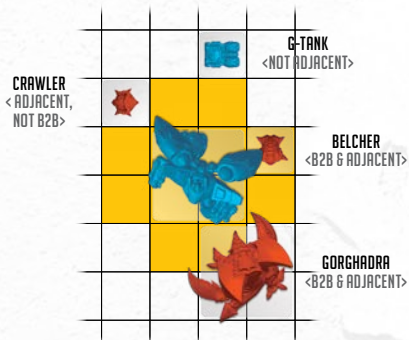 G-TANK
<NOT ADJACENT>
CRAWLER
< ADJACENT,
NOT B2B>
BELCHER
<B2B & ADJACENT>
GORGHADRA
<B2B & ADJACENT>